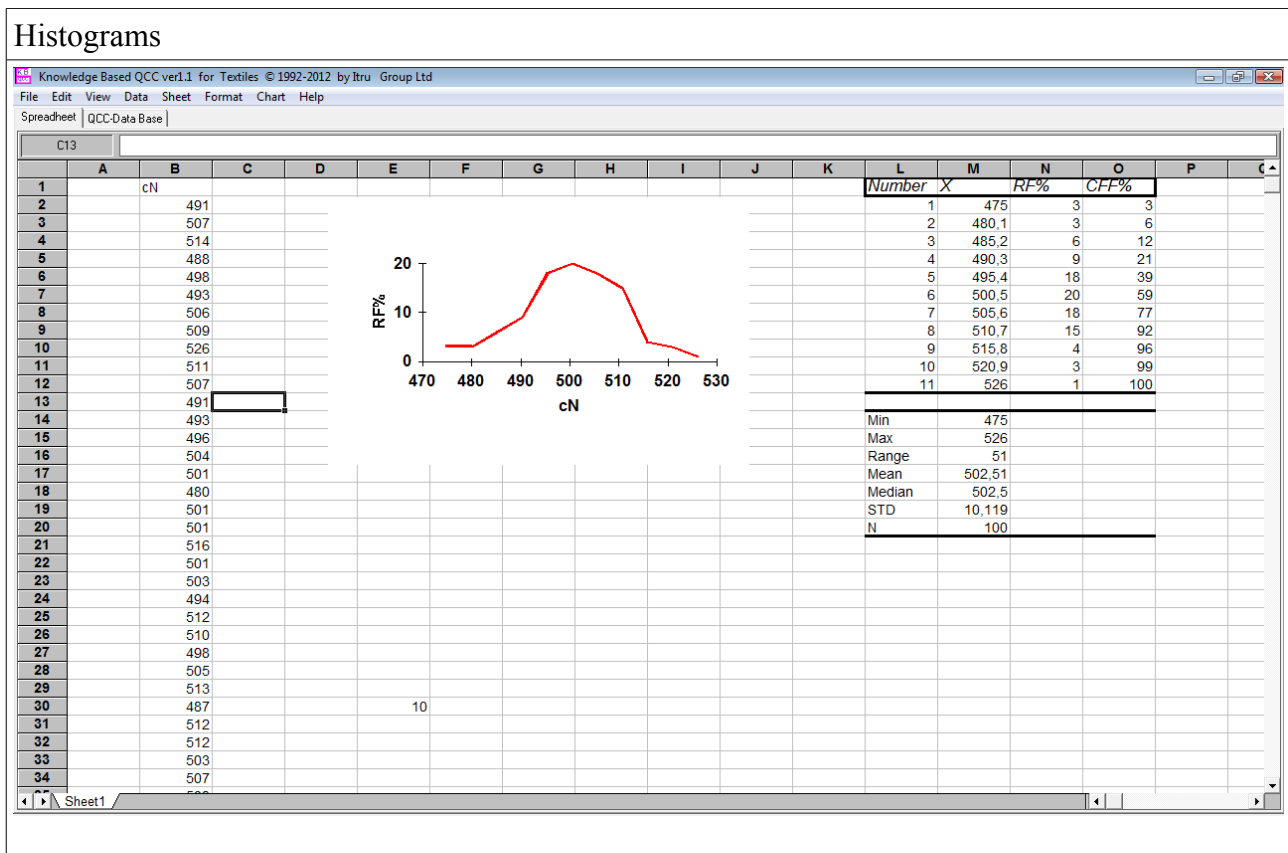 Histograms
Knowledge Based QCC ver1.1 for Textiles © 1992-2012 by Itru Group Ltd
File Edit View Data Sheet Format Chart Help
Spreadheet QCC-Data Base
C13
A B C D E F G H I J K L M N O P
1 cN Number X RF% CFF%
2 491 1 475 3 3
3 507 2 480,1 3 6
4 514 3 485,2 6 12
5 488 4 490,3 9 21
6 498 5 495,4 18 39
7 493 6 500,5 20 59
8 506 7 505,6 18 77
9 509 8 510,7 15 92
10 526 9 515,8 4 96
11 511 10 520,9 3 99
12 507 11 526 1 100
13 491
14 493 Min 475
15 496 Max 526
16 504 Range 51
17 501 Mean 502,51
18 480 Median 502,5
19 501 STD 10,119
20 501 N 100
21 516
22 501
23 503
24 494
25 512
26 510
27 498
28 505
29 513
30 487 10
31 512
32 512
33 503
34 507
20
RF%
10
0
470 480 490 500 510 520 530
cN
Sheet1